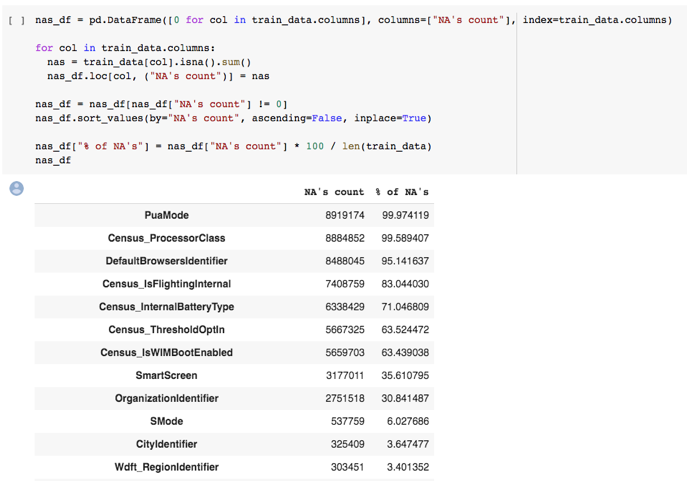 [ ] nas_df = pd.DataFrame([0 for col in train_data.columns], columns=["NA's count"], index=train_data.columns)
for col in train_data.columns:
nas = train_data[col].isna().sum()
nas_df.loc[col, ("NA's count")] = nas
nas_df = nas_df[nas_df["NA's count"] != 0]
nas_df.sort_values(by="NA's count", ascending=False, inplace=True)
nas_df["% of NA's"] = nas_df["NA's count"] * 100 / len(train_data)
nas_df
NA's count % of NA's
PuaMode 8919174 99.974119
Census_ProcessorClass 8884852 99.589407
DefaultBrowsersIdentifier 8488045 95.141637
Census_IsFlightingInternal 7408759 83.044030
Census_InternalBatteryType 6338429 71.046809
Census_ThresholdOptIn 5667325 63.524472
Census_IsWIMBootEnabled 5659703 63.439038
SmartScreen 3177011 35.610795
OrganizationIdentifier 2751518 30.841487
SMode 537759 6.027686
CityIdentifier 325409 3.647477
Wdft_RegionIdentifier 303451 3.401352